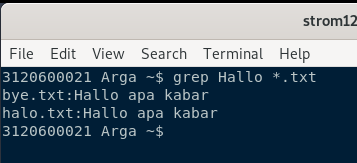 strom12
File Edit View Search Terminal Help
3120600021 Arga ~$ grep Hallo *.txt
bye.txt:Hallo apa kabar
halo.txt:Hallo apa kabar
3120600021 Arga ~$